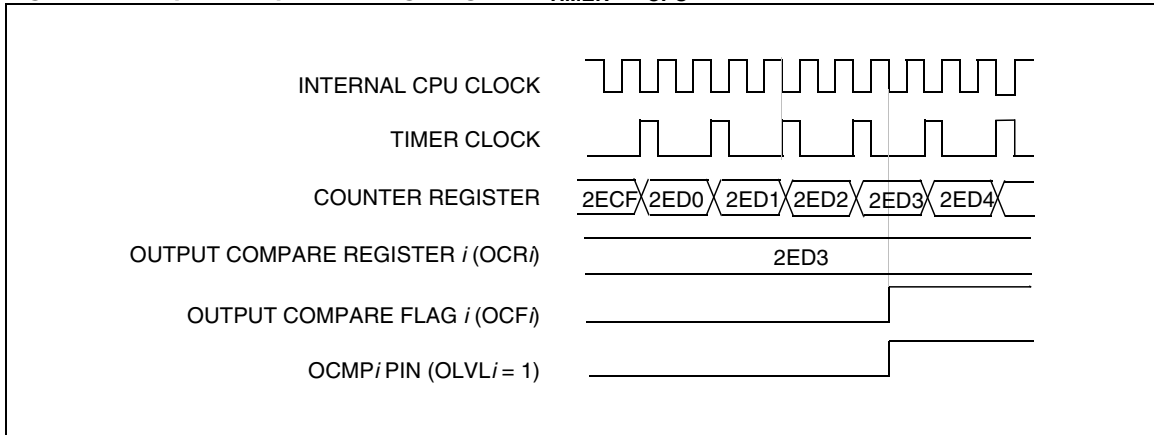 INTERNAL CPU CLOCK
TIMER CLOCK
COUNTER REGISTER 2ECF 2ED0 2ED1 2ED2 2ED3 2ED4
OUTPUT COMPARE REGISTER i (OCRi) 2ED3
OUTPUT COMPARE FLAG i (OCFi)
OCMPi PIN (OLVLi = 1)